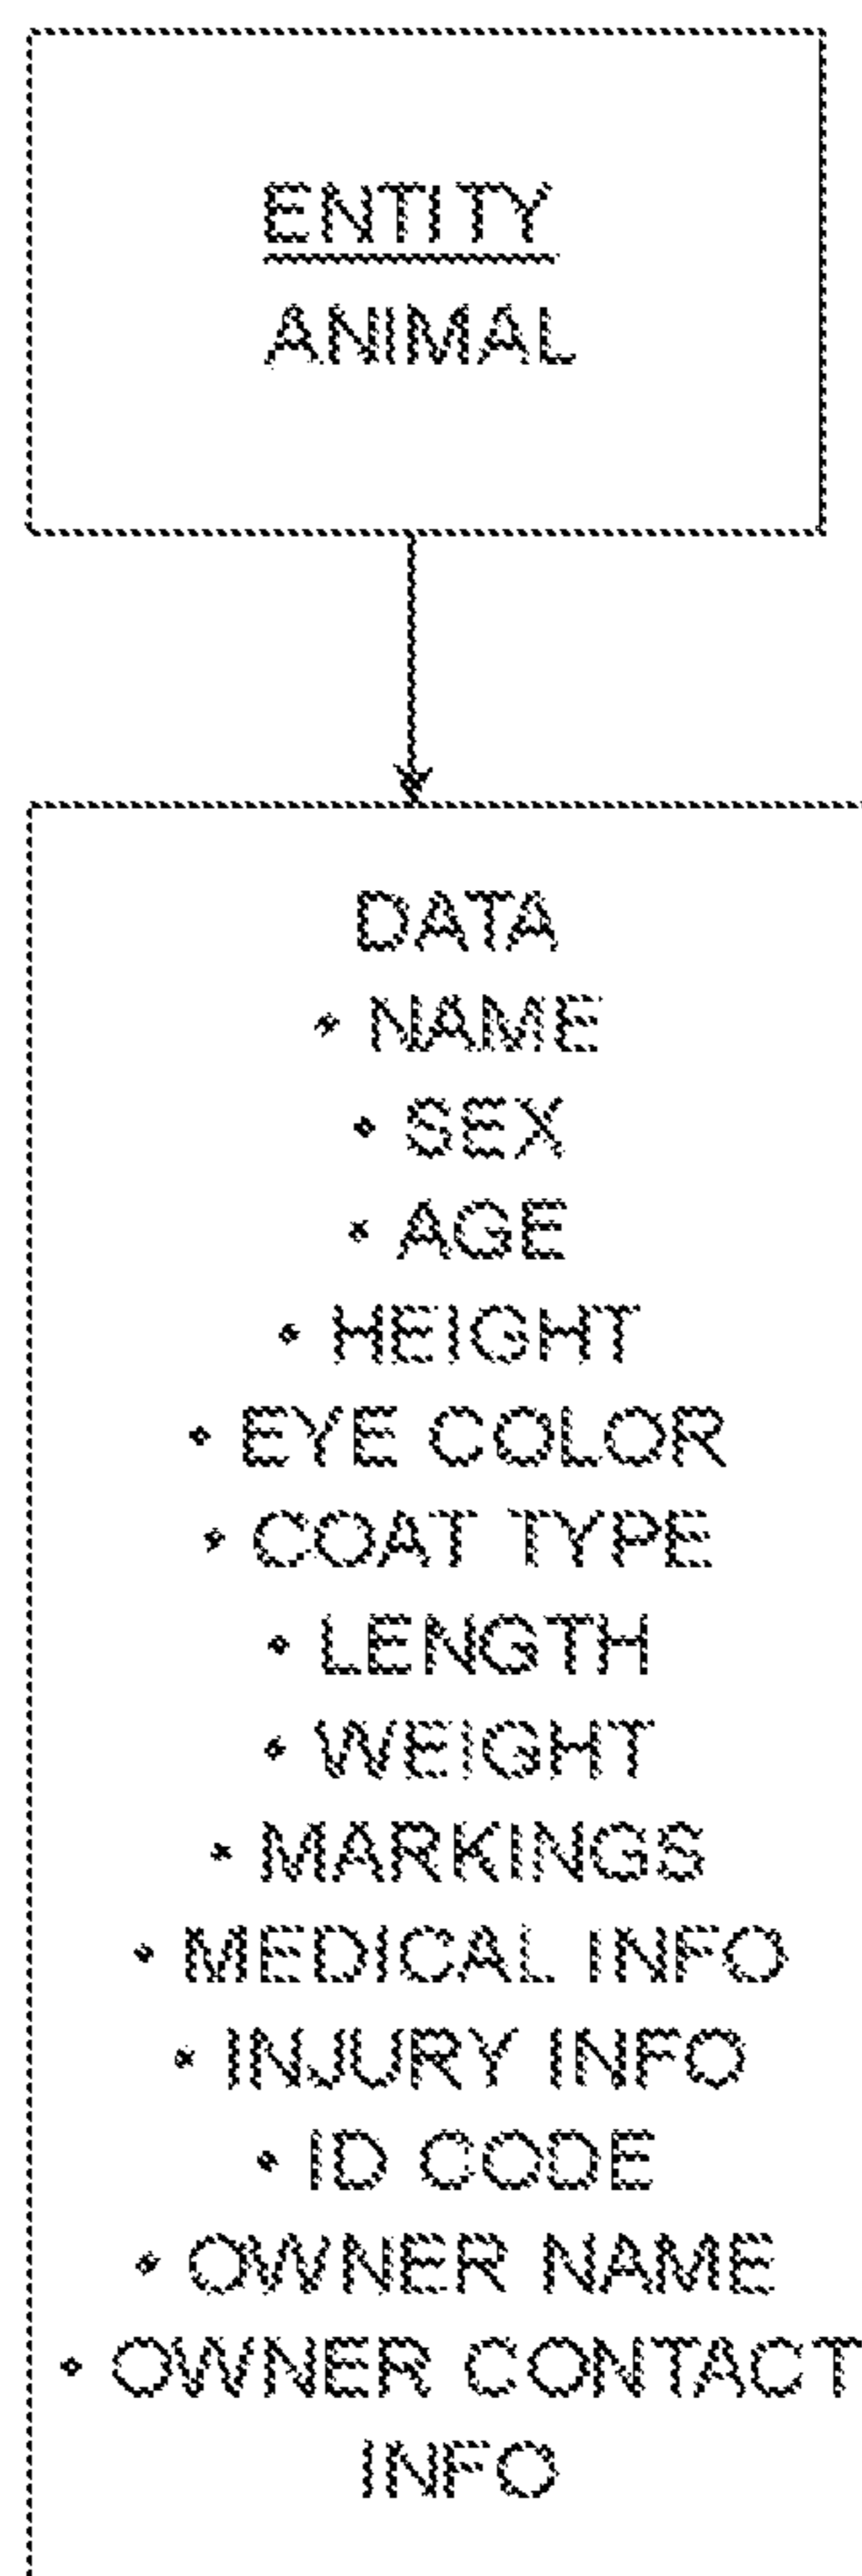 ENTITY
ANIMAL
DATA
• NAME
• SEX
• AGE
• HEIGHT
• EYE COLOR
• COAT TYPE
• LENGTH
• WEIGHT
• MARKINGS
• MEDICAL INFO
• INJURY INFO
• ID CODE
• OWNER NAME
• OWNER CONTACT
INFO